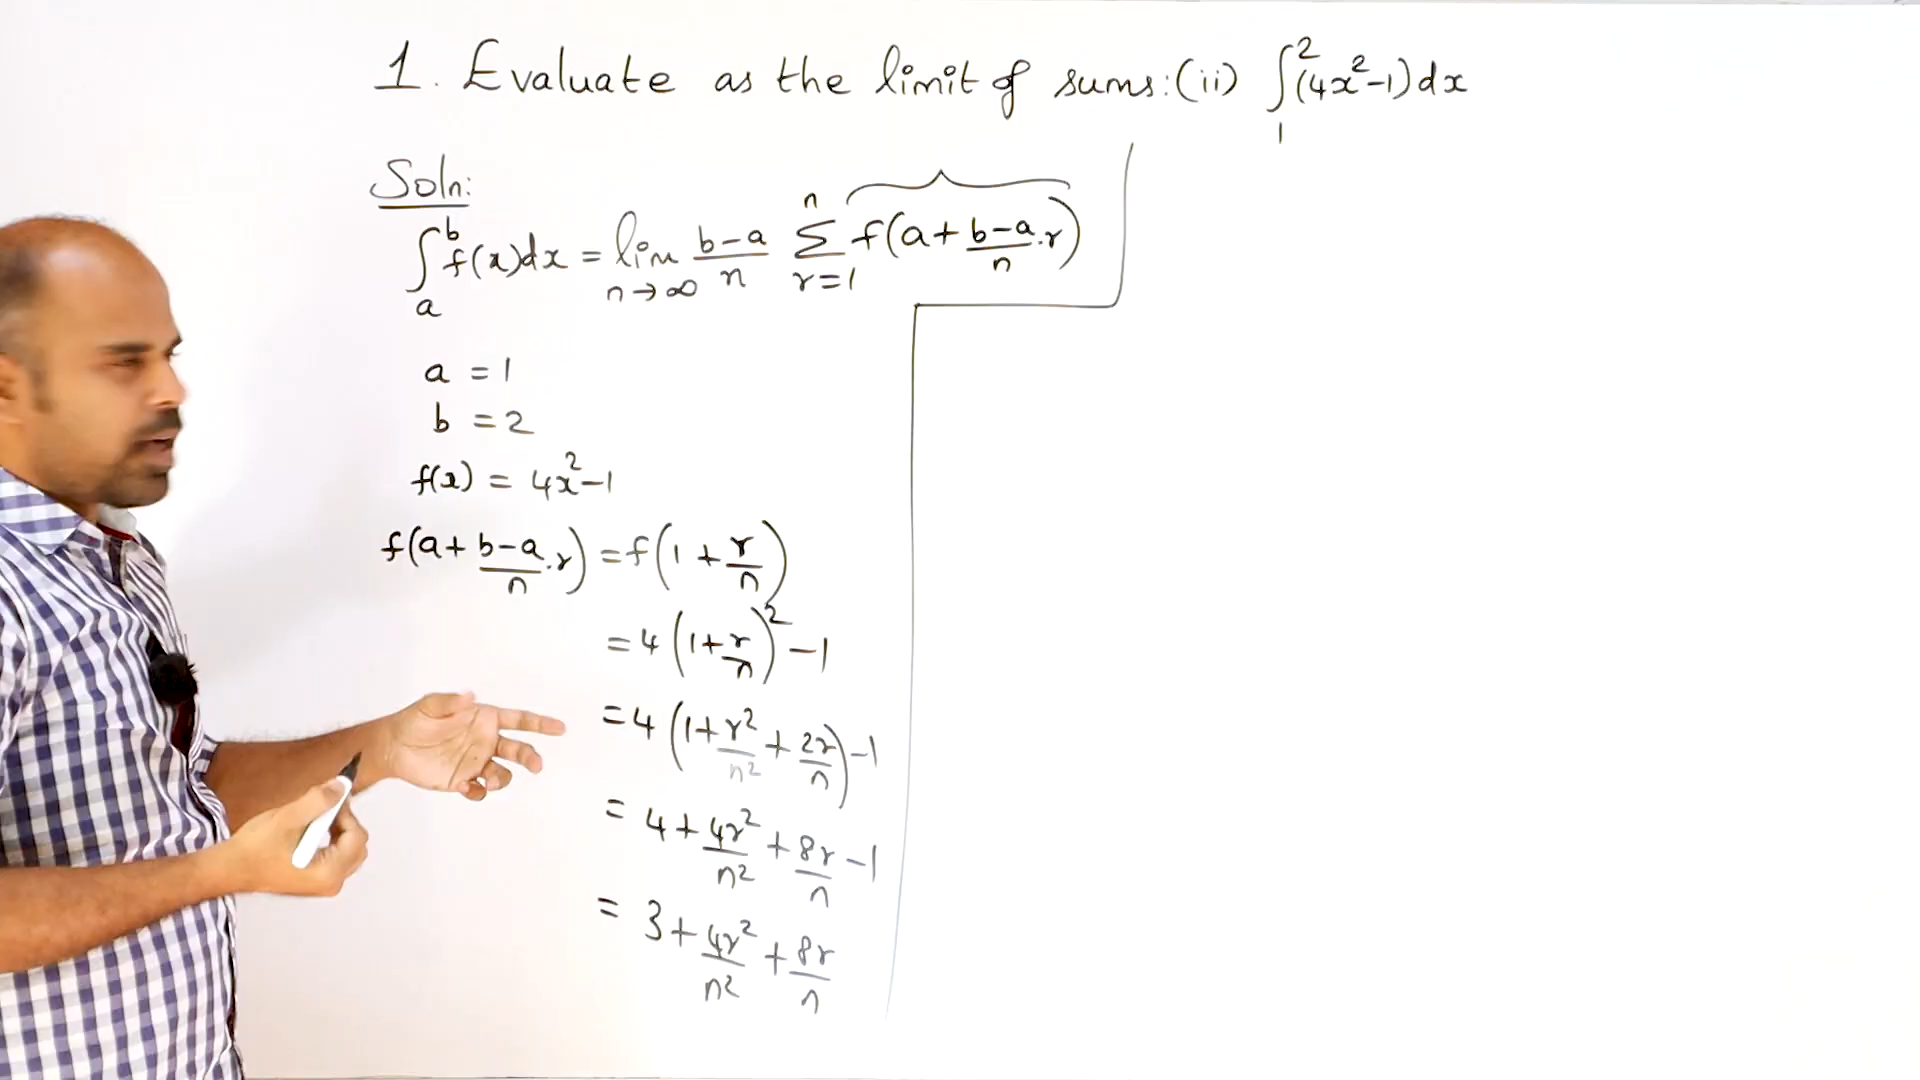 1. Evaluate as the limit of sums: (ii) ∫₁² (4x²-1) dx
Soln:
∫ₐᵇ f(x)dx = lim n→∞ (b-a)/n Σ r=1 n f(a + (b-a)/n · r)
a = 1
b = 2
f(x) = 4x²-1
f(a + (b-a)/n · r) = f(1 + r/n)
= 4(1 + r/n)² - 1
= 4(1 + r²/n² + 2r/n) - 1
= 4 + 4r²/n² + 8r/n - 1
= 3 + 4r²/n² + 8r/n